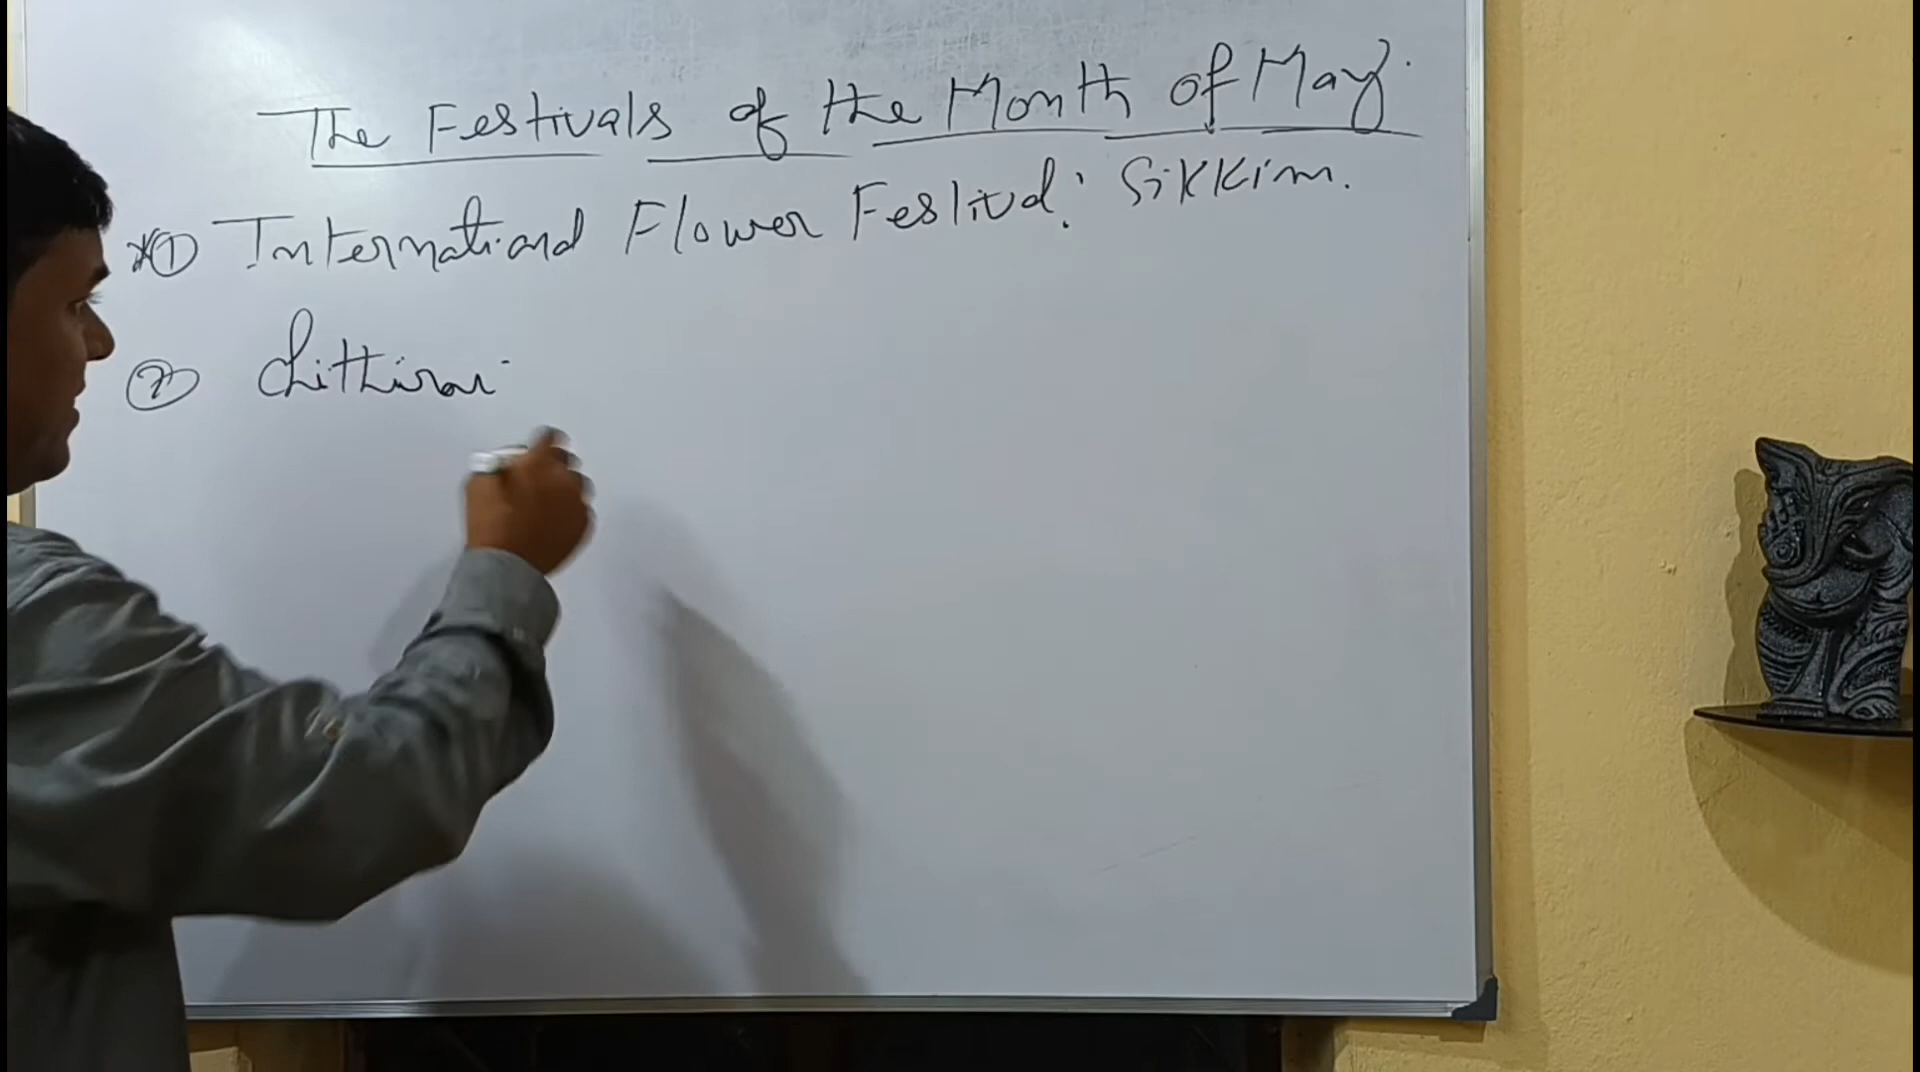 The Festivals of the Month of May.
*① International Flower Festival: Sikkim.
② Chithirai